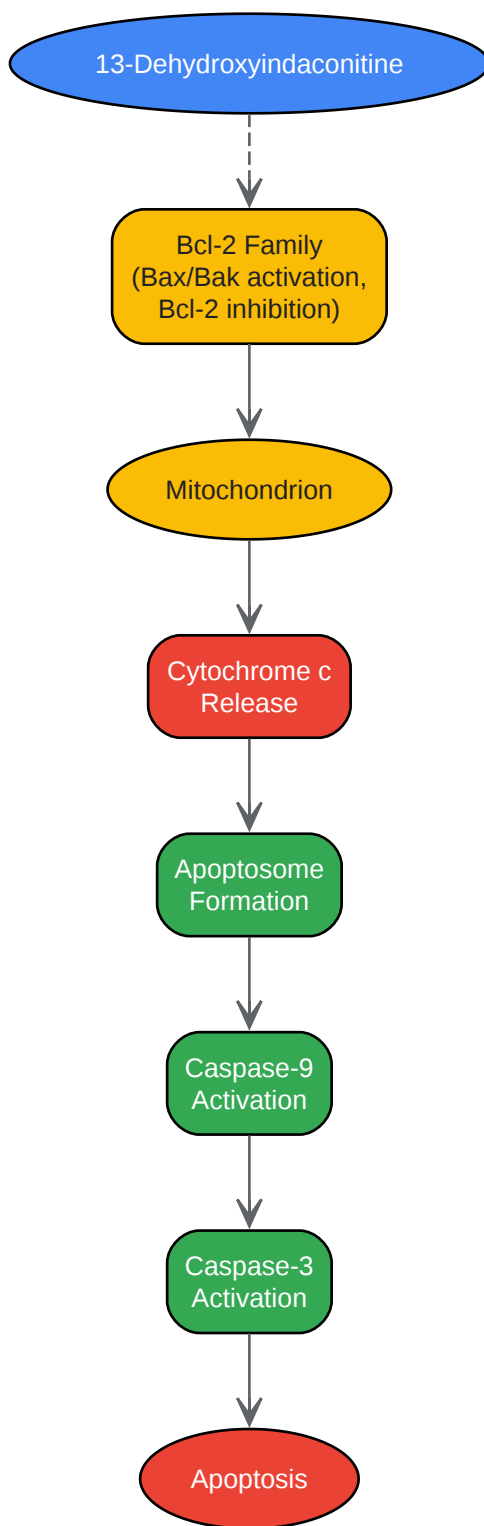 13-Dehydroxyindaconitine
Bcl-2 Family
(Bax/Bak activation,
Bcl-2 inhibition)
Mitochondrion
Cytochrome c
Release
Apoptosome
Formation
Caspase-9
Activation
Caspase-3
Activation
Apoptosis